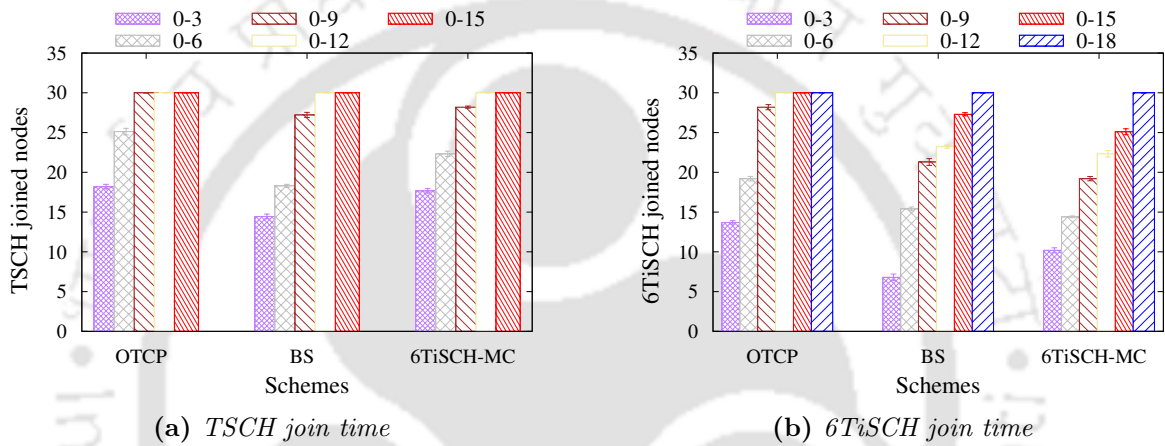 0-3 0-9 0-15
0-6 0-12
35
30
25
20
15
10
5
0
TSCH joined nodes
OTCP BS 6TiSCH-MC
Schemes
(a) TSCH join time
0-3 0-9 0-15
0-6 0-12 0-18
35
30
25
20
15
10
5
0
6TiSCH joined nodes
OTCP BS 6TiSCH-MC
Schemes
(b) 6TiSCH join time